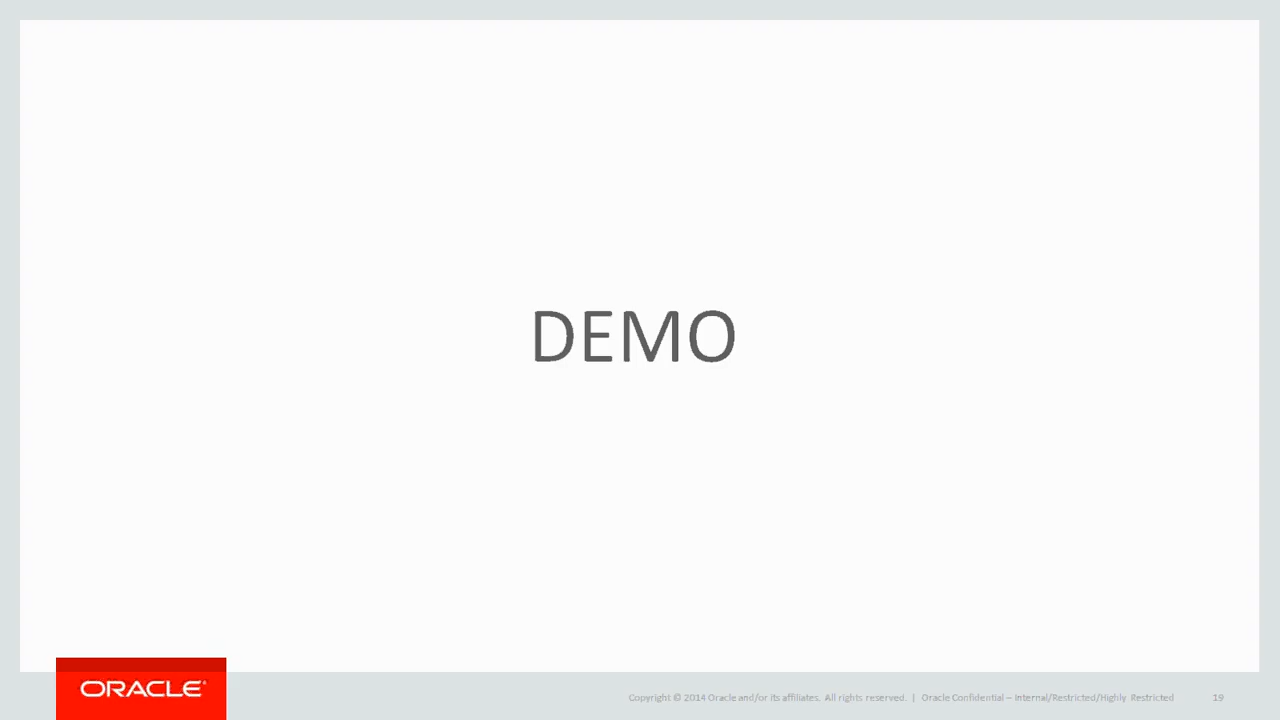 DEMO
ORACLE®
Copyright © 2014 Oracle and/or its affiliates. All rights reserved. | Oracle Confidential – Internal/Restricted/Highly Restricted 19